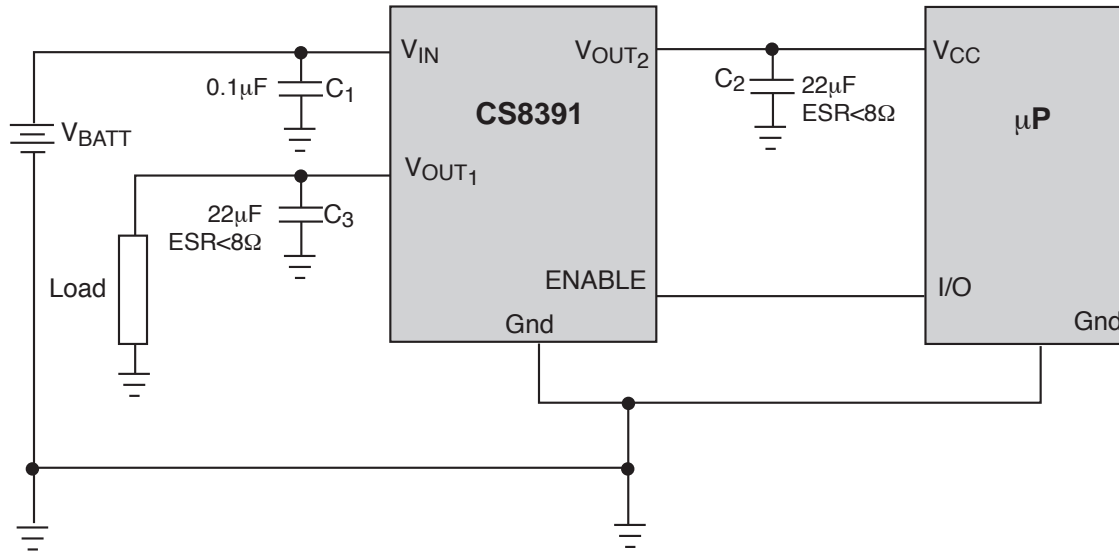 V_IN
V_OUT2
V_CC
0.1μF
C1
C2
22μF
ESR<8Ω
CS8391
μP
V_BATT
V_OUT1
22μF
C3
ESR<8Ω
Load
ENABLE
I/O
Gnd
Gnd